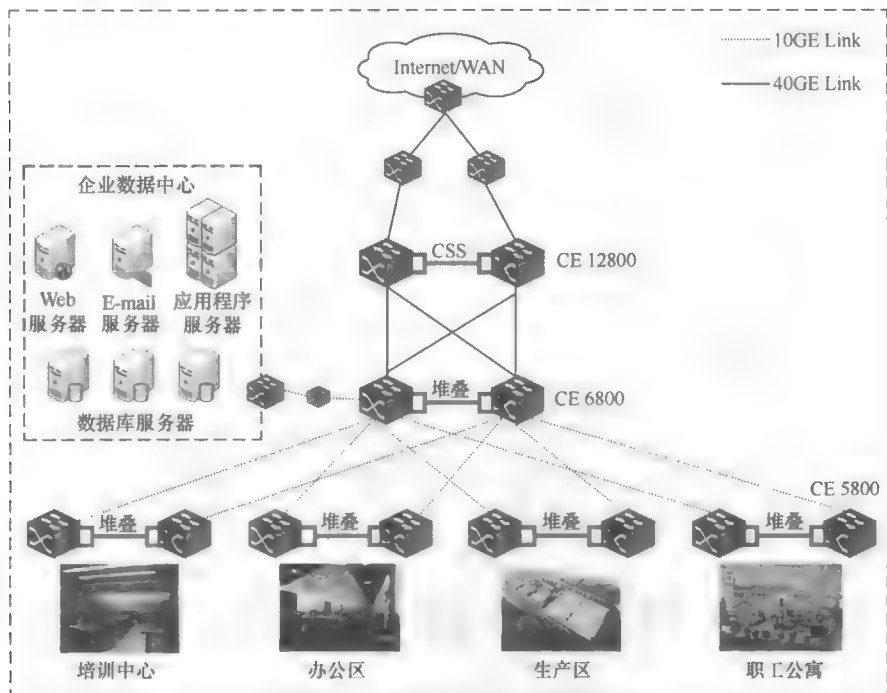 Internet/WAN
10GE Link
40GE Link
企业数据中心
Web
服务器
E-mail
服务器
应用程序
服务器
数据库服务器
CSS
CE 12800
堆叠
CE 6800
CE 5800
堆叠
堆叠
堆叠
堆叠
培训中心
办公区
生产区
职工公寓